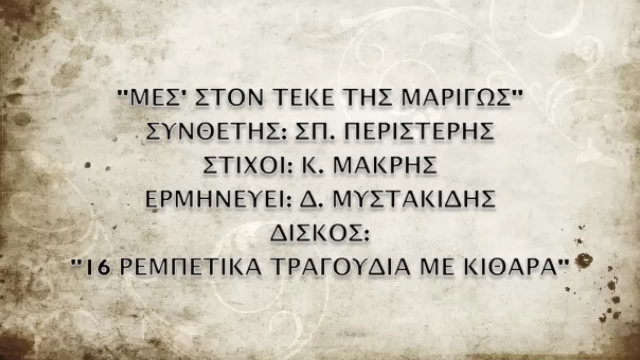 "ΜΕΣ' ΣΤΟΝ ΤΕΚΕ ΤΗΣ ΜΑΡΙΓΩΣ"
ΣΥΝΘΕΤΗΣ: ΣΠ. ΠΕΡΙΣΤΕΡΗΣ
ΣΤΙΧΟΙ: Κ. ΜΑΚΡΗΣ
ΕΡΜΗΝΕΥΕΙ: Δ. ΜΥΣΤΑΚΙΔΗΣ
ΔΙΣΚΟΣ:
"16 ΡΕΜΠΕΤΙΚΑ ΤΡΑΓΟΥΔΙΑ ΜΕ ΚΙΘΑΡΑ"